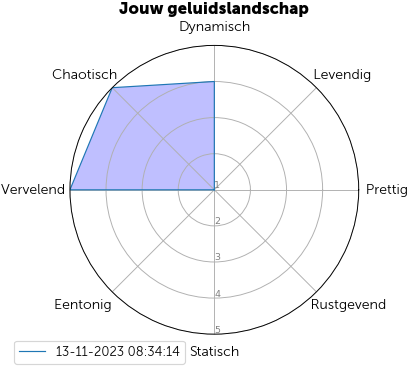 Jouw geluidslandschap
Dynamisch
Chaotisch
Levendig
Vervelend
1
Prettig
2
3
4
Eentonig
Rustgevend
5
13-11-2023 08:34:14
Statisch